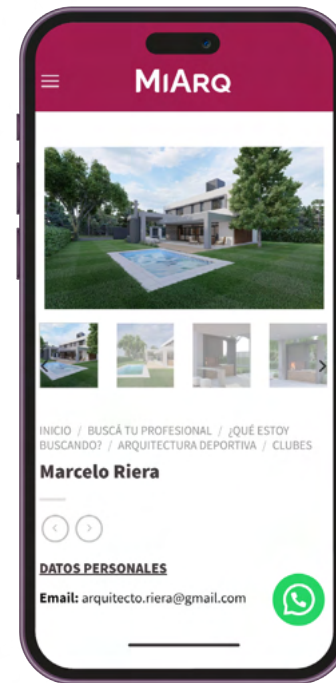 MIARQ
INICIO / BUSCÁ TU PROFESIONAL / ¿QUÉ ESTOY
BUSCANDO? / ARQUITECTURA DEPORTIVA / CLUBES
Marcelo Riera
DATOS PERSONALES
Email: arquitecto.riera@gmail.com